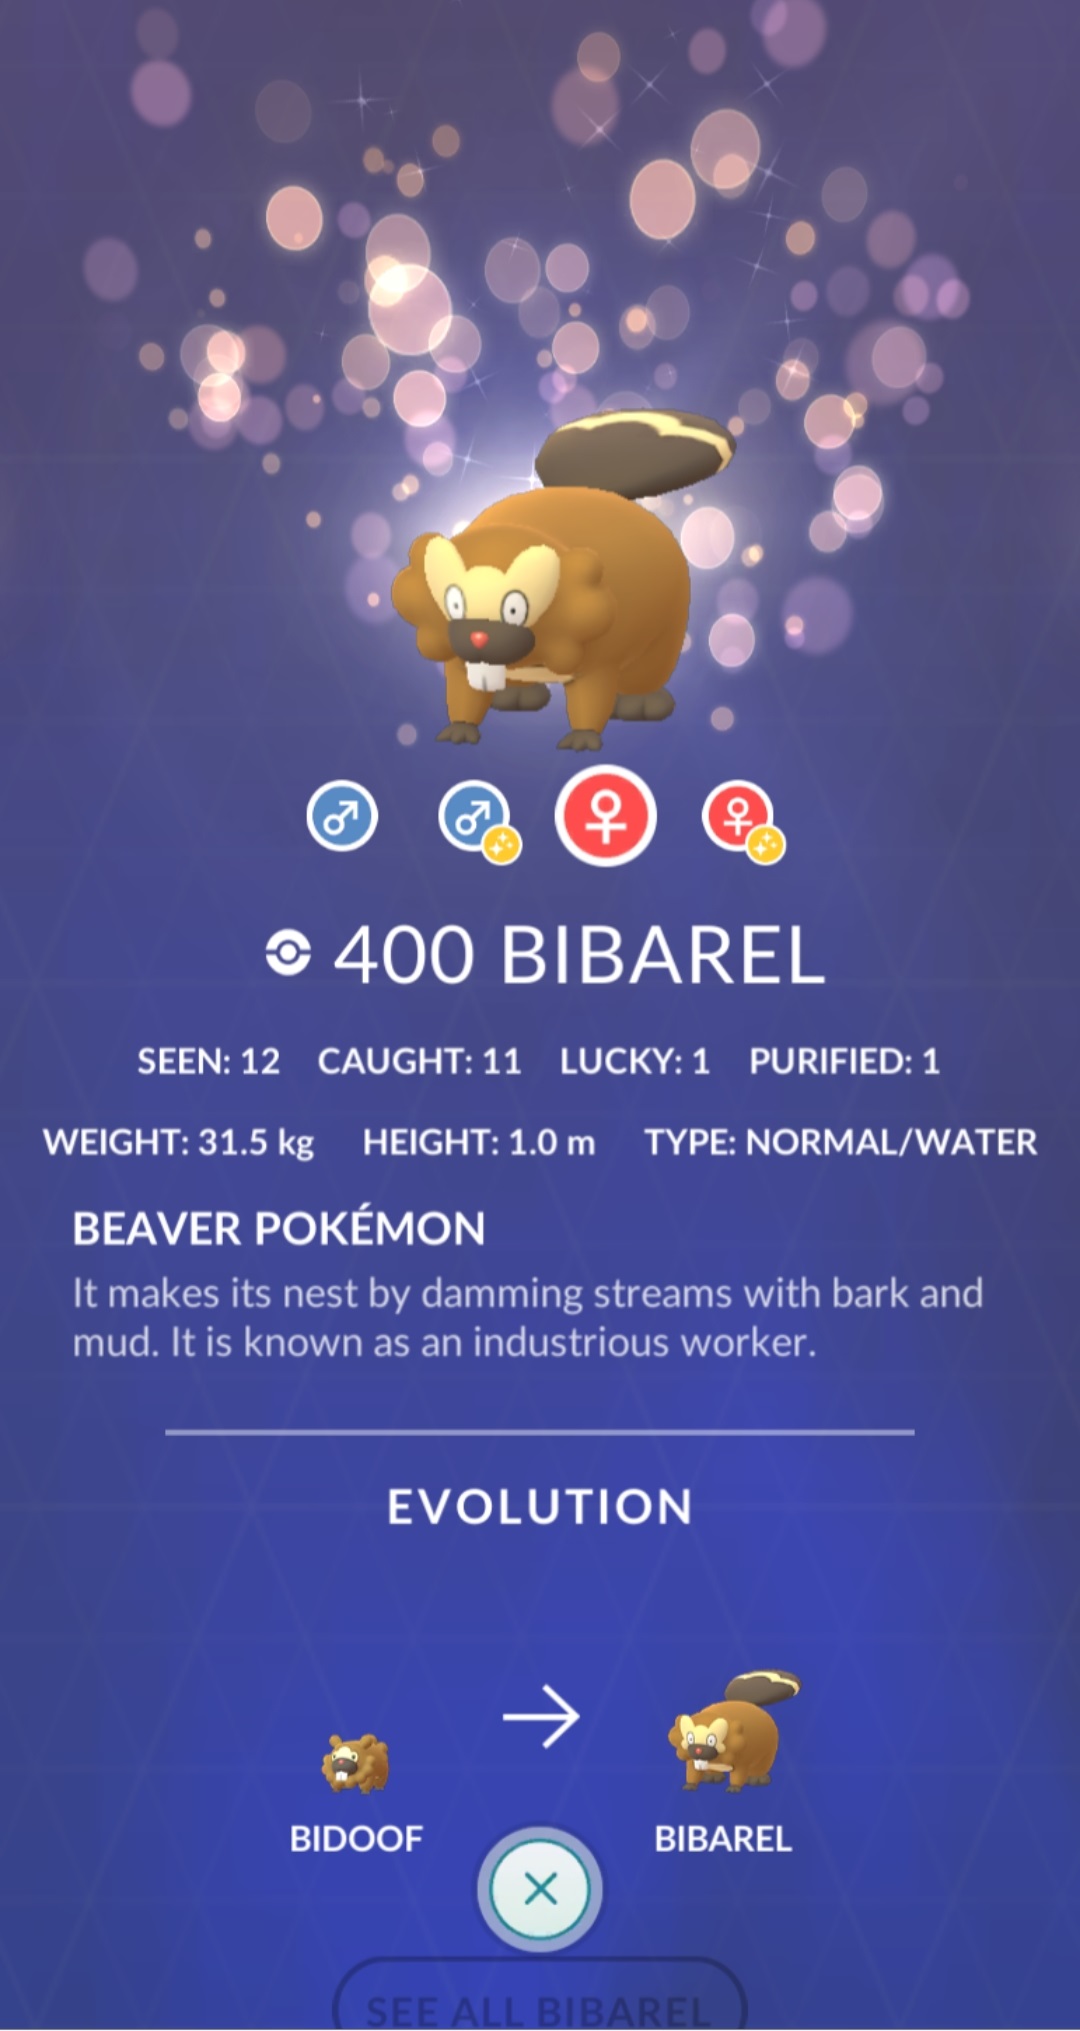 400 BIBAREL
SEEN: 12 CAUGHT: 11 LUCKY: 1 PURIFIED: 1
WEIGHT: 31.5 kg HEIGHT: 1.0 m TYPE: NORMAL/WATER
BEAVER POKÉMON
It makes its nest by damming streams with bark and
mud. It is known as an industrious worker.
EVOLUTION
BIDOOF BIBAREL
SEE ALL BIBAREL